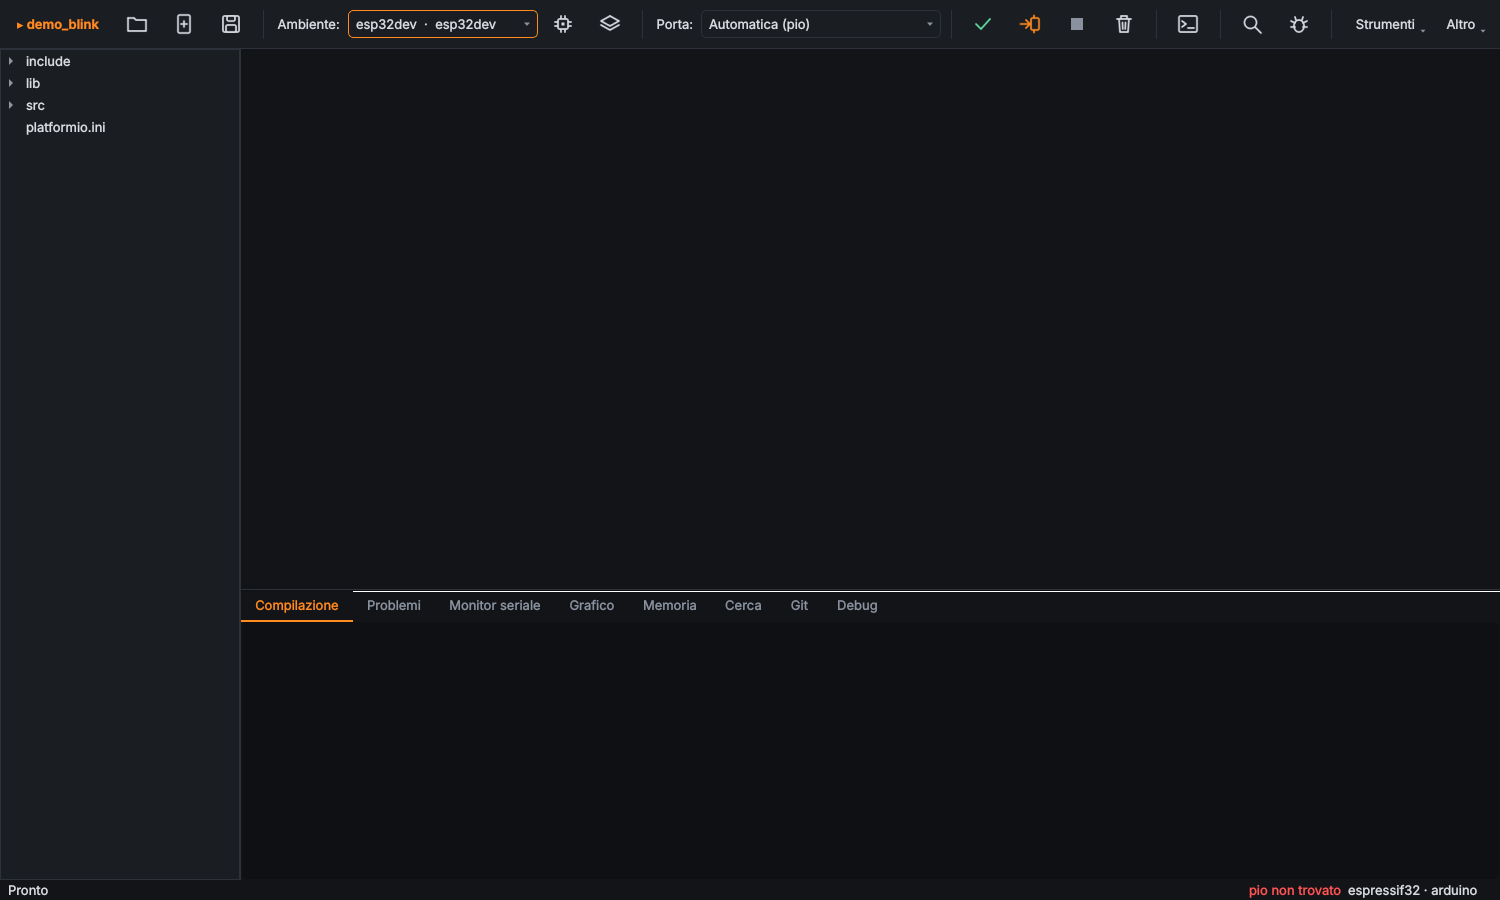 ▸ demo_blink Ambiente: esp32dev · esp32dev Porta: Automatica (pio) Strumenti Altro
include
lib
src
platformio.ini
Compilazione Problemi Monitor seriale Grafico Memoria Cerca Git Debug
Pronto pio non trovato espressif32 · arduino